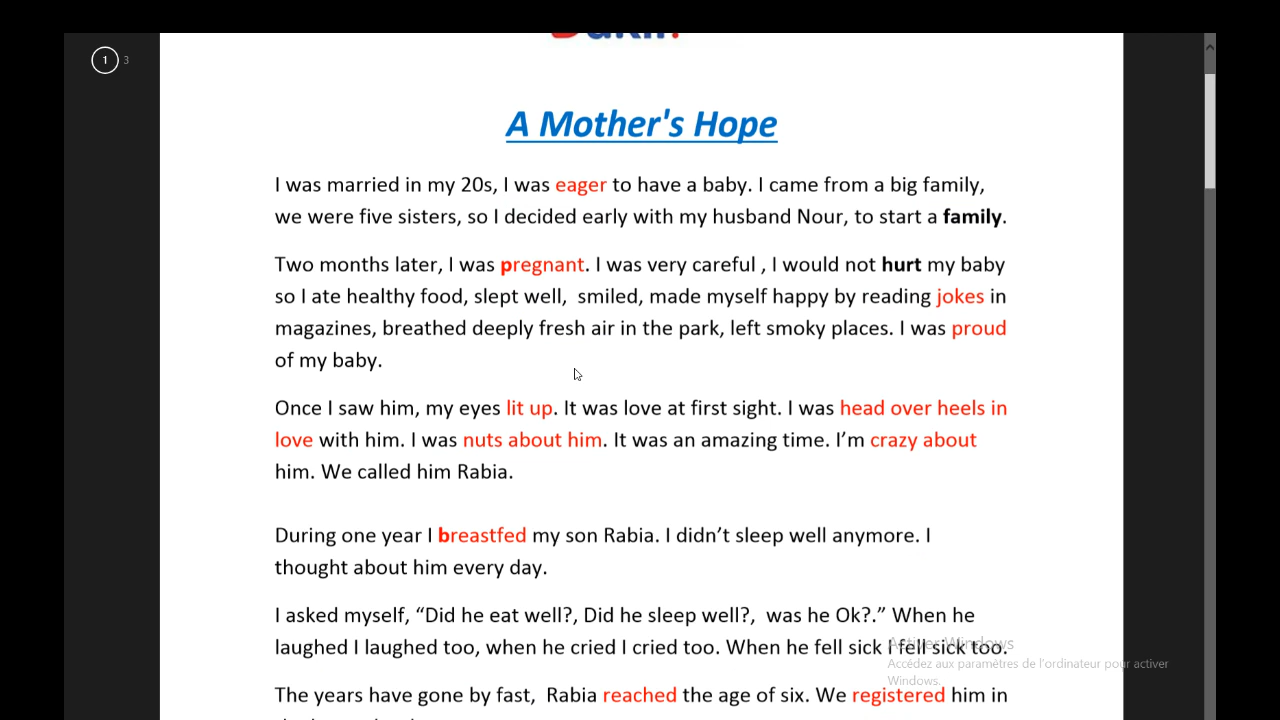 1 3
A Mother's Hope
I was married in my 20s, I was eager to have a baby. I came from a big family,
we were five sisters, so I decided early with my husband Nour, to start a family.
Two months later, I was pregnant. I was very careful , I would not hurt my baby
so I ate healthy food, slept well,  smiled, made myself happy by reading jokes in
magazines, breathed deeply fresh air in the park, left smoky places. I was proud
of my baby.
Once I saw him, my eyes lit up. It was love at first sight. I was head over heels in
love with him. I was nuts about him. It was an amazing time. I’m crazy about
him. We called him Rabia.
During one year I breastfed my son Rabia. I didn’t sleep well anymore. I
thought about him every day.
I asked myself, “Did he eat well?, Did he sleep well?,  was he Ok?.” When he
laughed I laughed too, when he cried I cried too. When he fell sick I fell sick too.
Activer Windows
Accédez aux paramètres de l'ordinateur pour activer
Windows.
The years have gone by fast,  Rabia reached the age of six. We registered him in